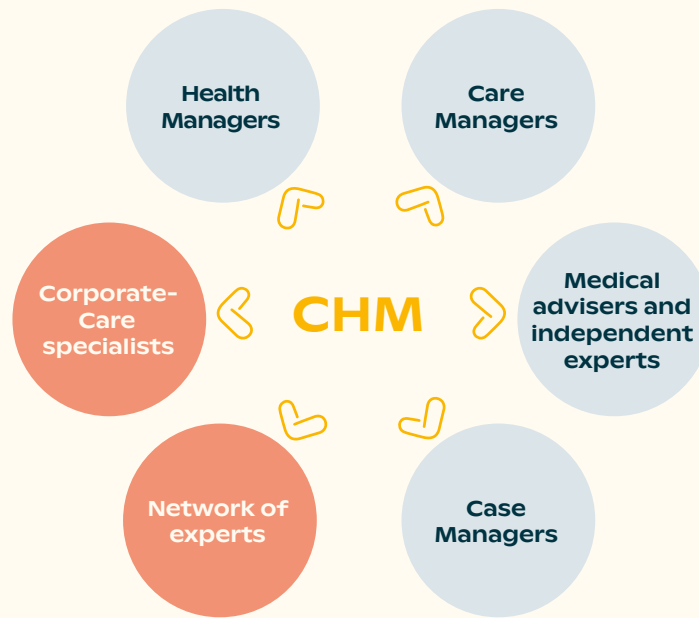 Health
Managers
Care
Managers
Corporate-
Care
specialists
CHM
Medical
advisers and
independent
experts
Network of
experts
Case
Managers